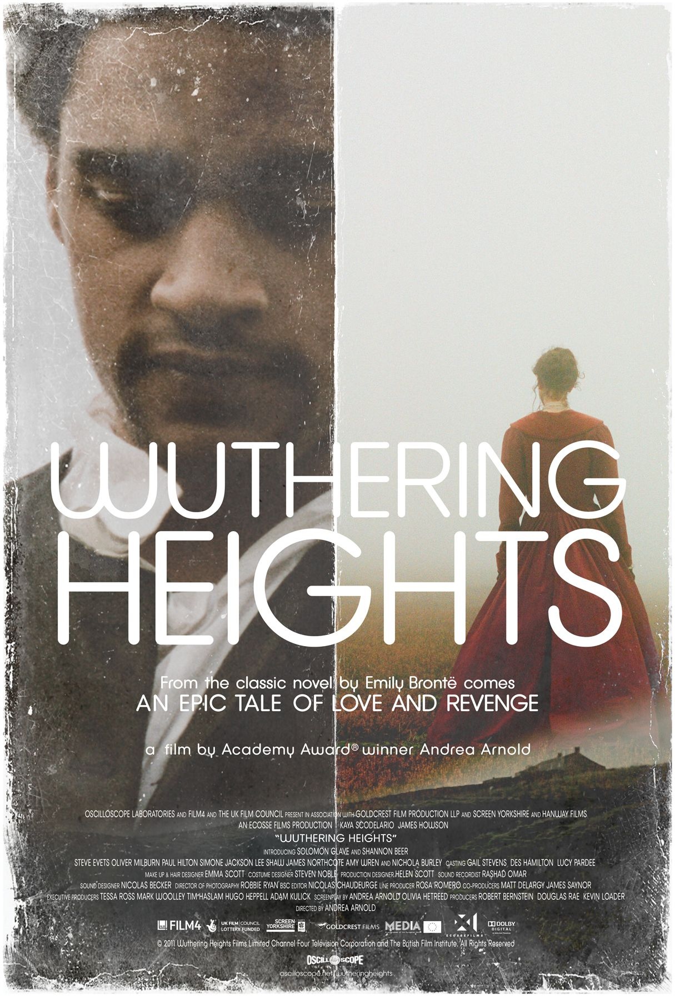 WUTHERING
HEIGHTS
From the classic novel by Emily Brontë comes
AN EPIC TALE OF LOVE AND REVENGE
a film by Academy Award® winner Andrea Arnold
OSCILLOSCOPE LABORATORIES AND FILM4 AND THE UK FILM COUNCIL PRESENT IN ASSOCIATION WITH GOLDCREST FILM PRODUCTION LLP AND SCREEN YORKSHIRE AND HANWAY FILMS
AN ECOSSE FILMS PRODUCTION KAYA SCODELARIO JAMES HOWSON
"WUTHERING HEIGHTS"
INTRODUCING SOLOMON GLAVE AND SHANNON BEER
STEVE EVETS OLIVER MILBURN PAUL HILTON SIMONE JACKSON LEE SHAW JAMES NORTHCOTE AMY WREN AND NICHOLA BURLEY CASTING GAIL STEVENS, DES HAMILTON LUCY PARDEE
MAKE UP & HAIR DESIGNER EMMA SCOTT COSTUME DESIGNER STEVEN NOBLE PRODUCTION DESIGNER HELEN SCOTT SOUND RECORDIST RASHAD OMAR
SOUND DESIGNER NICOLAS BECKER DIRECTOR OF PHOTOGRAPHY ROBBIE RYAN BSC EDITOR NICOLAS CHAUDEURGE LINE PRODUCER ROSA ROMERO CO-PRODUCERS MATT DELARGY JAMES SAYNOR
EXECUTIVE PRODUCERS TESSA ROSS MARK WOOLLEY TIM HASLAM HUGO HEPPELL ADAM KULICK SCREENPLAY BY ANDREA ARNOLD OLIVIA HETREED PRODUCERS ROBERT BERNSTEIN DOUGLAS RAE KEVIN LOADER
DIRECTED BY ANDREA ARNOLD
FILM4 UK FILM COUNCIL LOTTERY FUNDED SCREEN YORKSHIRE GOLDCREST FILMS MEDIA ECOSSEFILMS DOLBY DIGITAL
© 2011 Wuthering Heights Films Limited Channel Four Television Corporation and The British Film Institute. All Rights Reserved
OSCILLOSCOPE
oscilloscope.net/wutheringheights